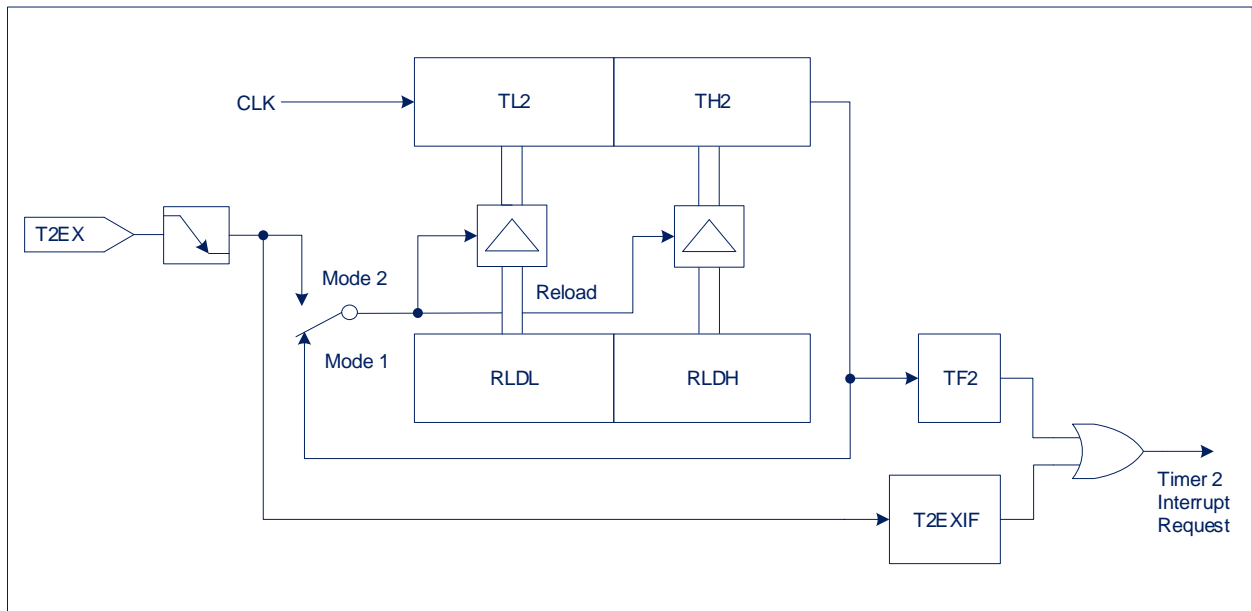 CLK
TL2
TH2
T2EX
Mode 2
Reload
Mode 1
RLDL
RLDH
TF2
T2EXIF
Timer 2
Interrupt
Request